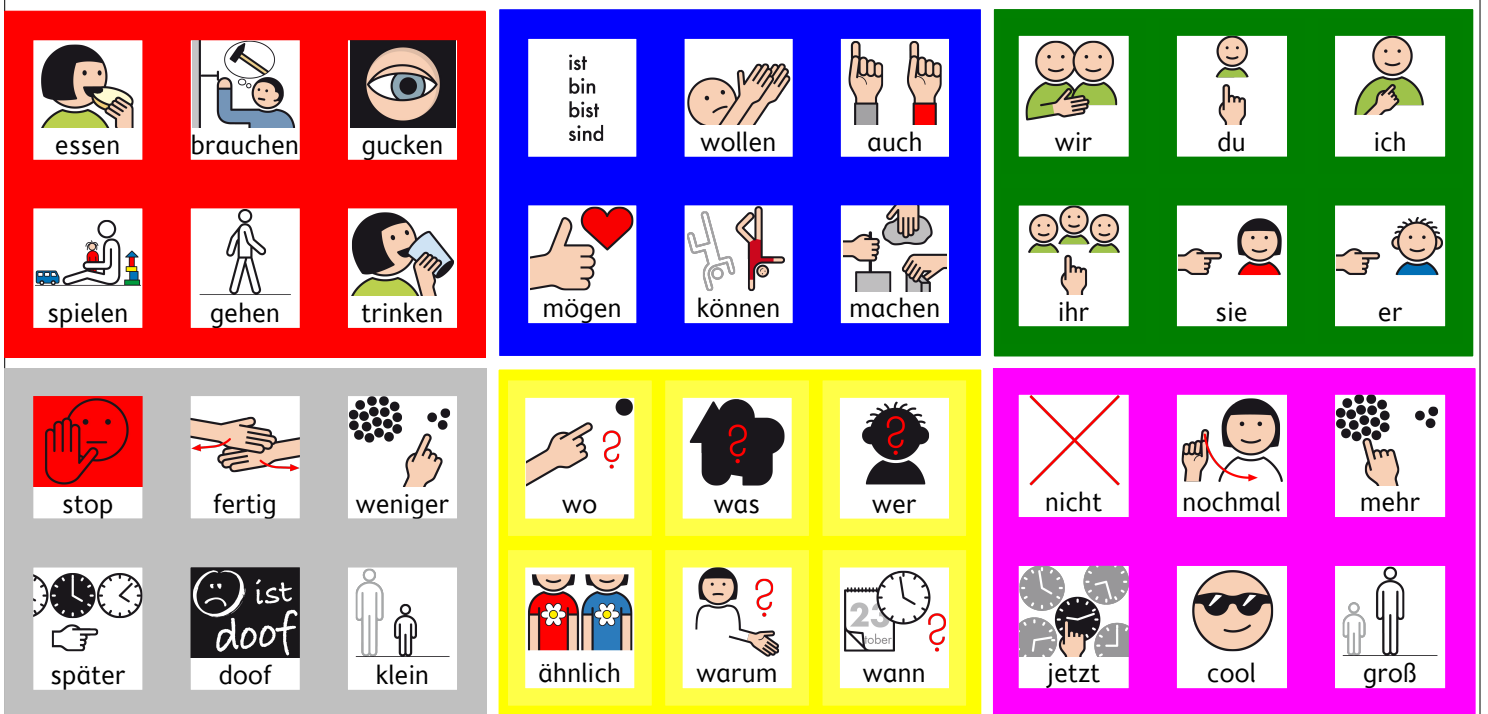 essen
brauchen
gucken
spielen
gehen
trinken
ist
bin
bist
sind
wollen
auch
mögen
können
machen
wir
du
ich
ihr
sie
er
stop
fertig
weniger
später
ist
doof
doof
klein
?
wo
?
was
?
wer
ähnlich
?
warum
23
tober
?
wann
nicht
nochmal
mehr
jetzt
cool
groß